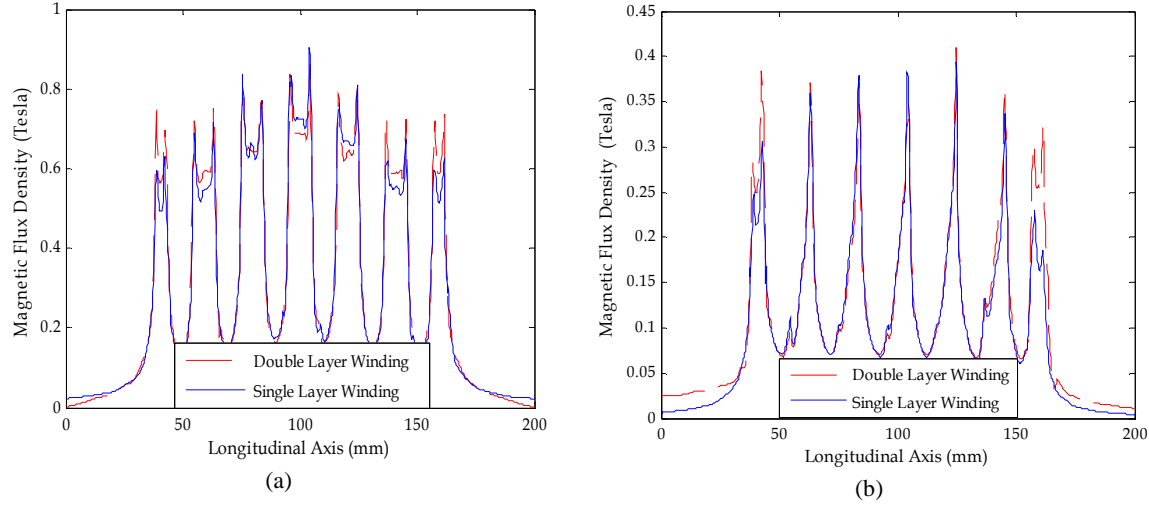 1
0.8
0.6
0.4
0.2
0
Magnetic Flux Density (Tesla)
Double Layer Winding
Single Layer Winding
0 50 100 150 200
Longitudinal Axis (mm)
(a)
0.45
0.4
0.35
0.3
0.25
0.2
0.15
0.1
0.05
0
Magnetic Flux Density (Tesla)
Double Layer Winding
Single Layer Winding
0 50 100 150 200
Longitudinal Axis (mm)
(b)